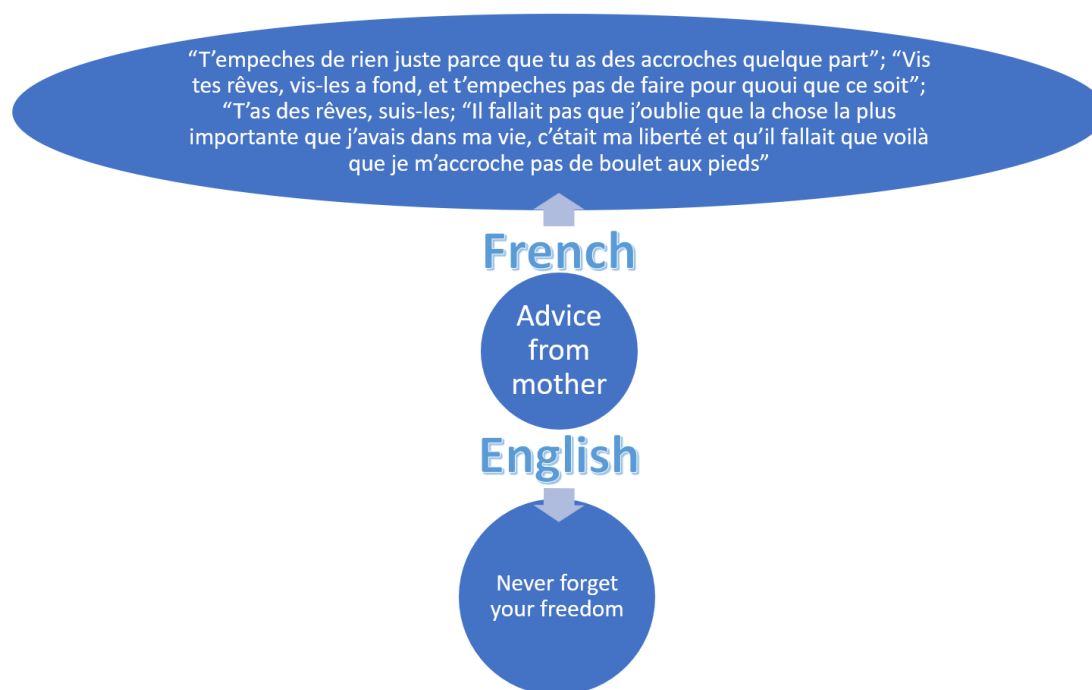 “T’empeches de rien juste parce que tu as des accroches quelque part”; “Vis
tes rêves, vis-les a fond, et t’empeches pas de faire pour quoui que ce soit”;
“T’as des rêves, suis-les; “Il fallait pas que j’oublie que la chose la plus
importante que j’avais dans ma vie, c’était ma liberté et qu’il fallait que voilà
que je m’accroche pas de boulet aux pieds”
French
Advice
from
mother
English
Never forget
your freedom